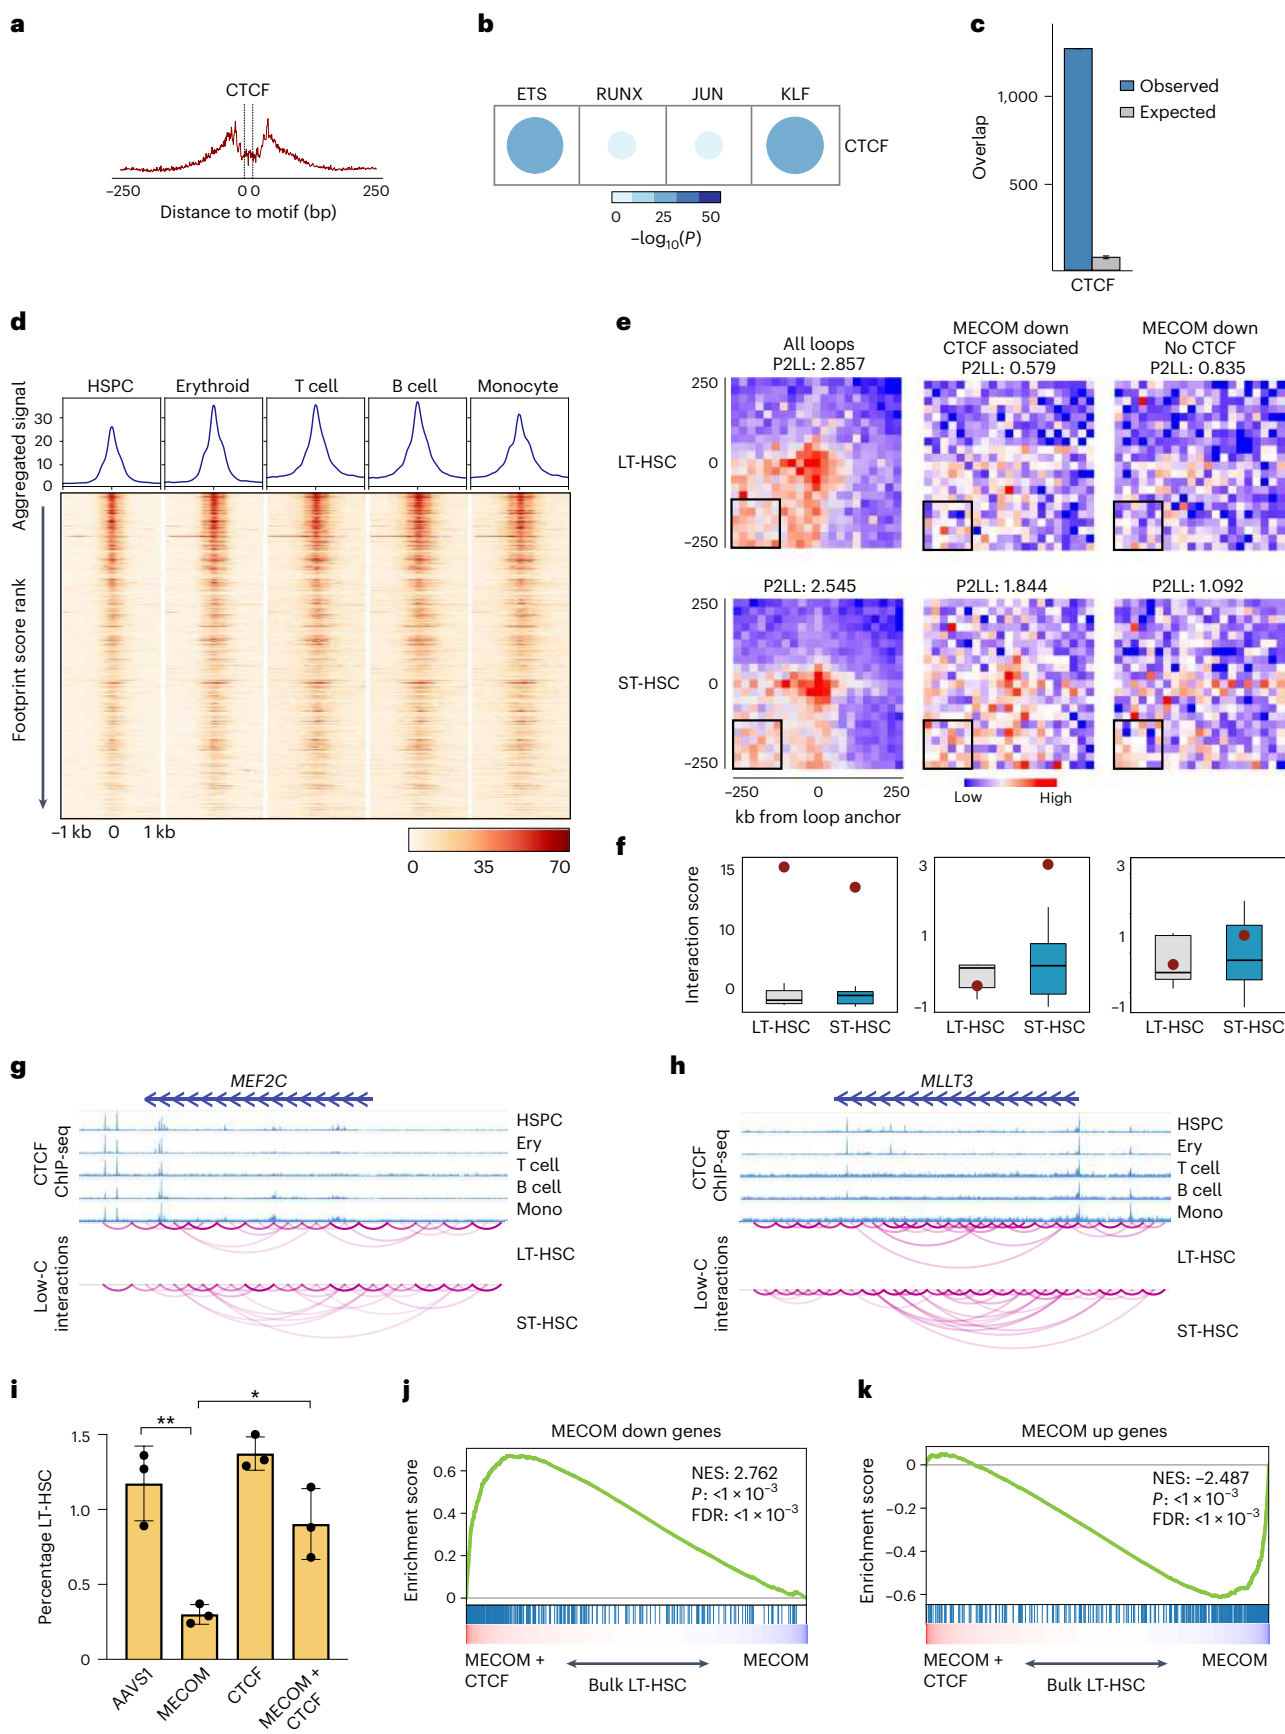 a
CTCF
−250
0 0
250
Distance to motif (bp)
b
ETS
RUNX
JUN
KLF
CTCF
0
25
50
−log10(P)
c
Overlap
1,000
500
Observed
Expected
CTCF
d
Aggregated signal
HSPC
Erythroid
T cell
B cell
Monocyte
30
20
10
0
Footprint score rank
−1 kb
0
1 kb
0
35
70
e
All loops
P2LL: 2.857
MECOM down
CTCF associated
P2LL: 0.579
MECOM down
No CTCF
P2LL: 0.835
250
LT-HSC
0
−250
P2LL: 2.545
P2LL: 1.844
P2LL: 1.092
250
ST-HSC
0
−250
−250
0
250
kb from loop anchor
Low
High
f
Interaction score
15
10
0
LT-HSC
ST-HSC
3
1
−1
LT-HSC
ST-HSC
3
1
−1
LT-HSC
ST-HSC
g
MEF2C
CTCF
ChIP-seq
HSPC
Ery
T cell
B cell
Mono
Low-C
interactions
LT-HSC
ST-HSC
h
MLLT3
CTCF
ChIP-seq
HSPC
Ery
T cell
B cell
Mono
Low-C
interactions
LT-HSC
ST-HSC
i
Percentage LT-HSC
1.5
1.0
0.5
0
**
*
AAVS1
MECOM
CTCF
MECOM +
CTCF
j
MECOM down genes
Enrichment score
0.6
0.4
0.2
0
NES: 2.762
P: <1 × 10−3
FDR: <1 × 10−3
MECOM +
CTCF
Bulk LT-HSC
MECOM
k
MECOM up genes
Enrichment score
0
−0.2
−0.4
−0.6
NES: −2.487
P: <1 × 10−3
FDR: <1 × 10−3
MECOM +
CTCF
Bulk LT-HSC
MECOM